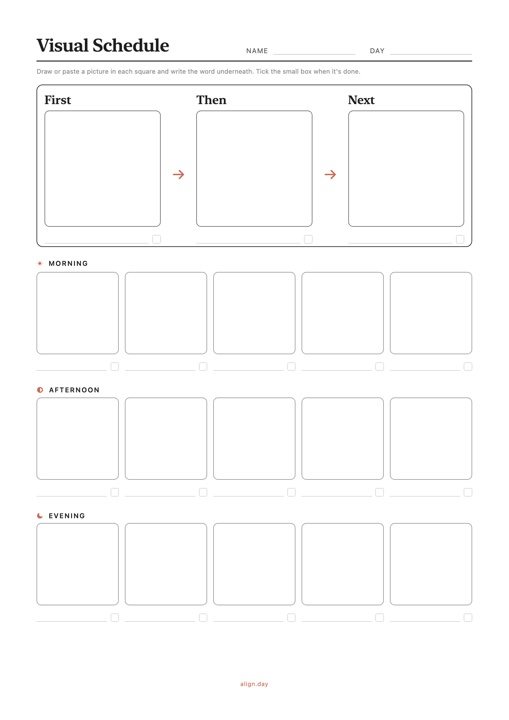 Visual Schedule
NAME
DAY
Draw or paste a picture in each square and write the word underneath. Tick the small box when it's done.
First
Then
Next
MORNING
AFTERNOON
EVENING
align.day